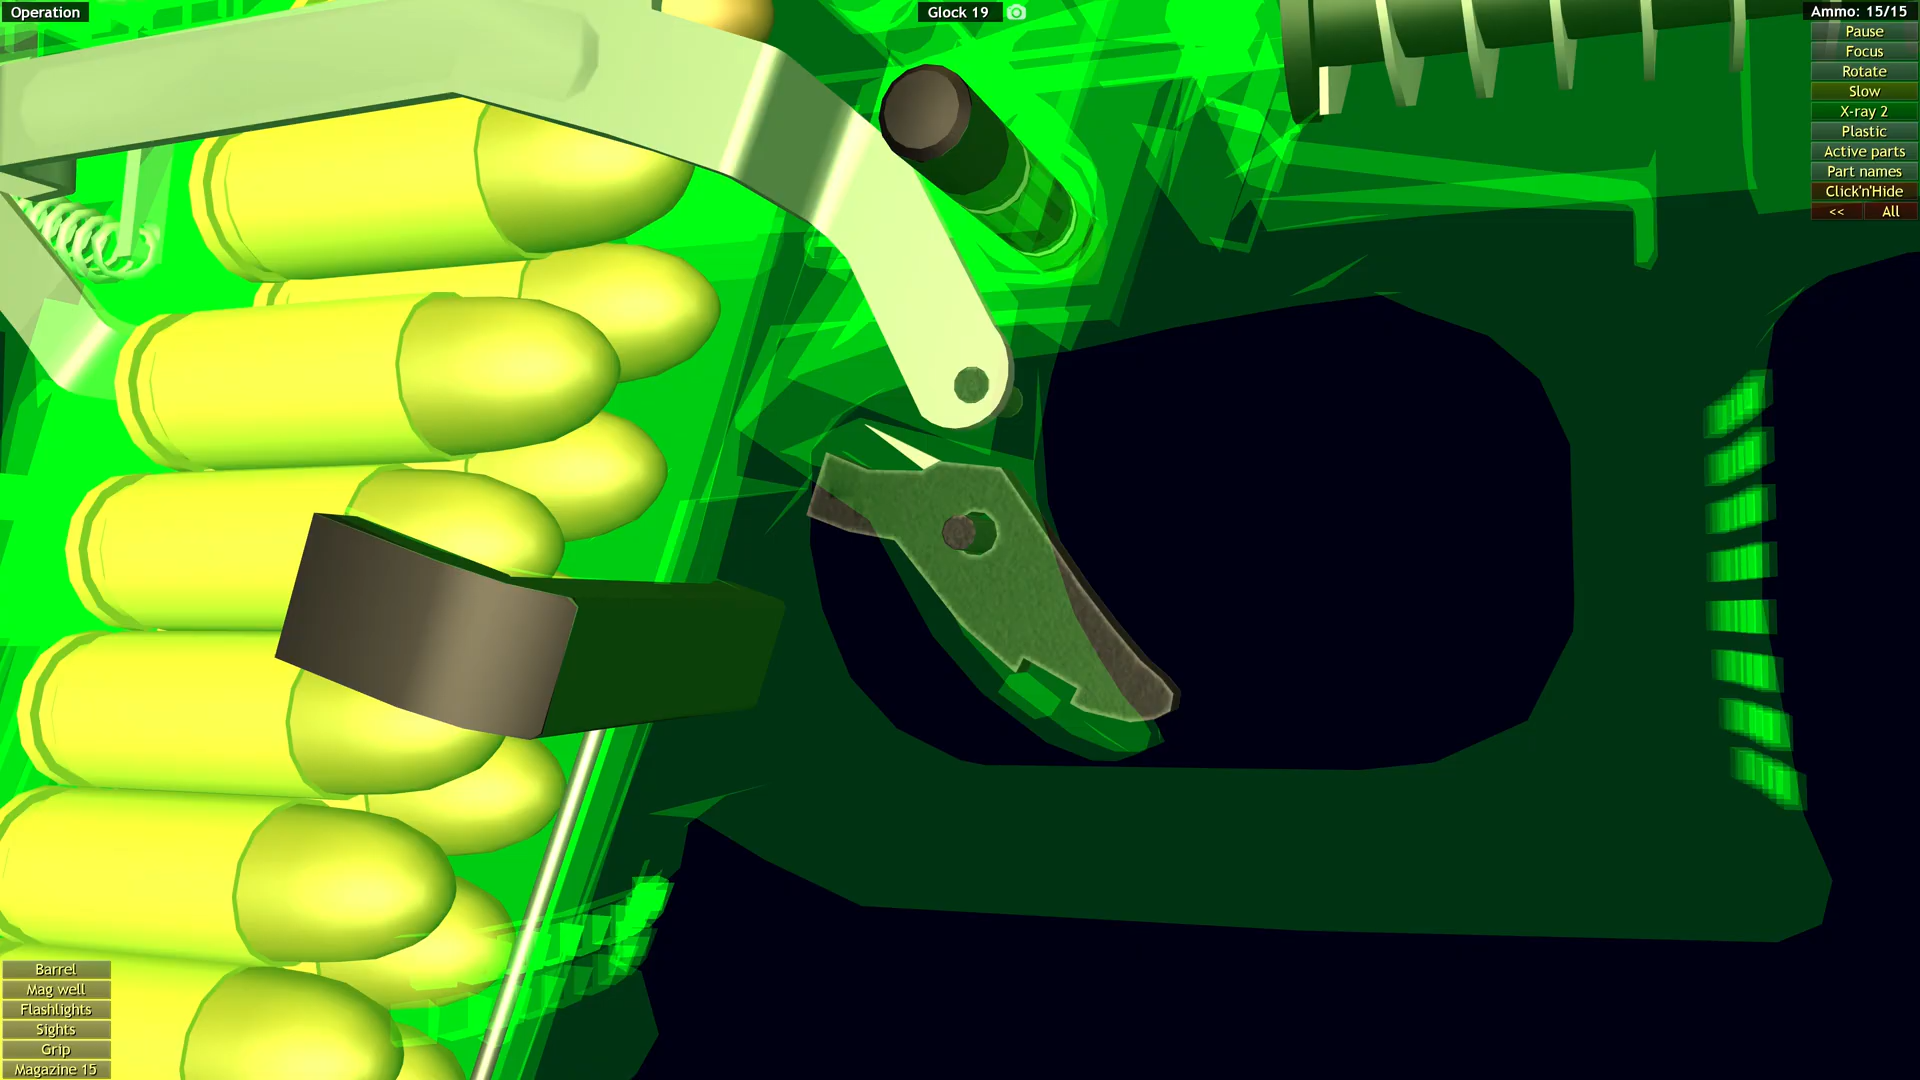 Operation
Glock 19
Ammo: 15/15
Pause
Focus
Rotate
Slow
X-ray 2
Plastic
Active parts
Part names
Click'n'Hide
<< All
Barrel
Mag well
Flashlights
Sights
Grip
Magazine 15